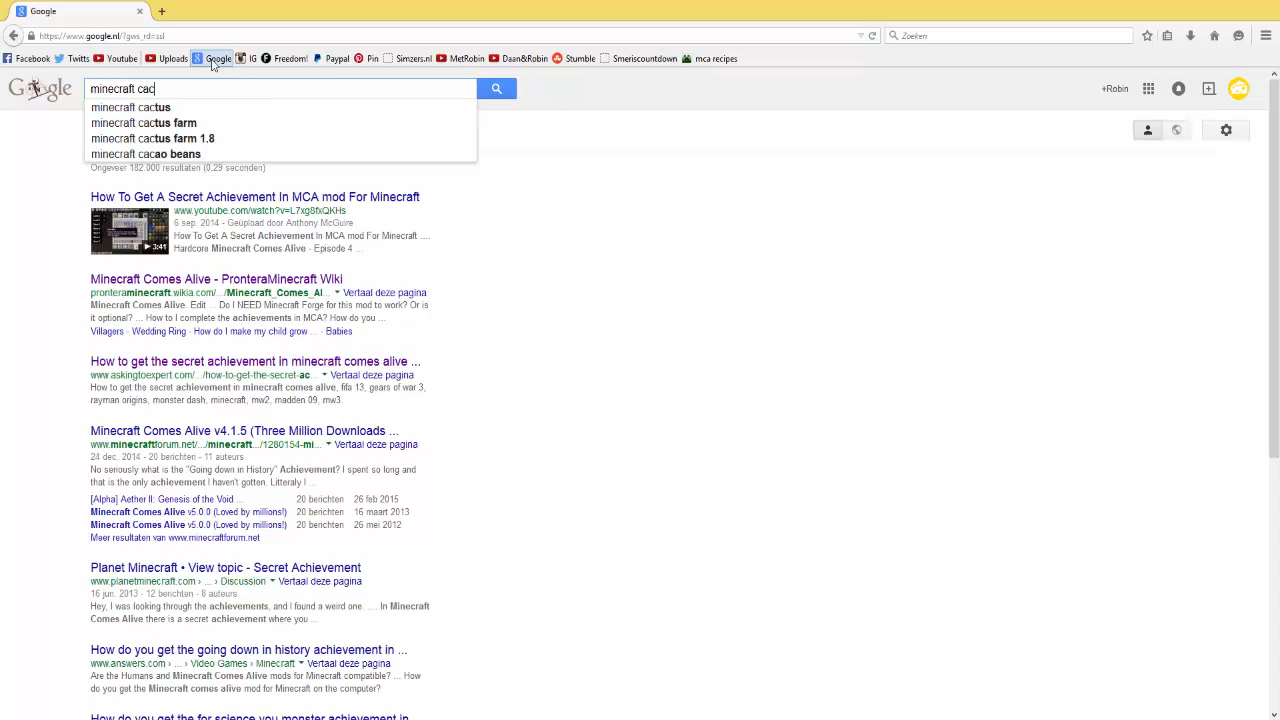 Google
https://www.google.nl/?gws_rd=ssl
Zoeken
Facebook Twitts Youtube Uploads Google IG Freedom! Paypal Pin Simzers.nl MetRobin Daan&Robin Stumble Smeriscountdown mca recipes
Google
minecraft cac
+Robin
minecraft cactus
minecraft cactus farm
minecraft cactus farm 1.8
minecraft cacao beans
Ongeveer 182.000 resultaten (0,29 seconden)
How To Get A Secret Achievement In MCA mod For Minecraft
www.youtube.com/watch?v=L7xg8fxQKHs
6 sep. 2014 - Geüpload door Anthony McGuire
How To Get A Secret Achievement In MCA mod For Minecraft ....
Hardcore Minecraft Comes Alive - Episode 4 ...
3:41
Minecraft Comes Alive - PronteraMinecraft Wiki
pronteraminecraft.wikia.com/.../Minecraft_Comes_Al... Vertaal deze pagina
Minecraft Comes Alive. Edit ... Do I NEED Minecraft Forge for this mod to work? Or is
it optional? ... How to I complete the achievements in MCA? How do you ...
Villagers - Wedding Ring - How do I make my child grow ... - Babies
How to get the secret achievement in minecraft comes alive ...
www.askingtoexpert.com/.../how-to-get-the-secret-ac... Vertaal deze pagina
How to get the secret achievement in minecraft comes alive, fifa 13, gears of war 3,
rayman origins, monster dash, minecraft, mw2, madden 09, mw3.
Minecraft Comes Alive v4.1.5 (Three Million Downloads ...
www.minecraftforum.net/.../minecraft.../1280154-mi... Vertaal deze pagina
24 dec. 2014 - 20 berichten - 11 auteurs
No seriously what is the "Going down in History" Achievement? I spent so long and
that is the only achievement I haven't gotten. Litteraly I ...
[Alpha] Aether II: Genesis of the Void ... 20 berichten 26 feb 2015
Minecraft Comes Alive v5.0.0 (Loved by millions!) 20 berichten 16 maart 2013
Minecraft Comes Alive v5.0.0 (Loved by millions!) 20 berichten 26 mei 2012
Meer resultaten van www.minecraftforum.net
Planet Minecraft • View topic - Secret Achievement
www.planetminecraft.com › ... › Discussion Vertaal deze pagina
16 jun. 2013 - 12 berichten - 8 auteurs
Hey, I was looking through the achievements, and I found a weird one. .... In Minecraft
Comes Alive there is a secret achievement where you ...
How do you get the going down in history achievement in ...
www.answers.com › ... › Video Games › Minecraft Vertaal deze pagina
Are the Humans and Minecraft Comes Alive mods for Minecraft compatible? ... How
do you get the Minecraft comes alive mod for Minecraft on the computer?
How do you get the for science you monster achievement in